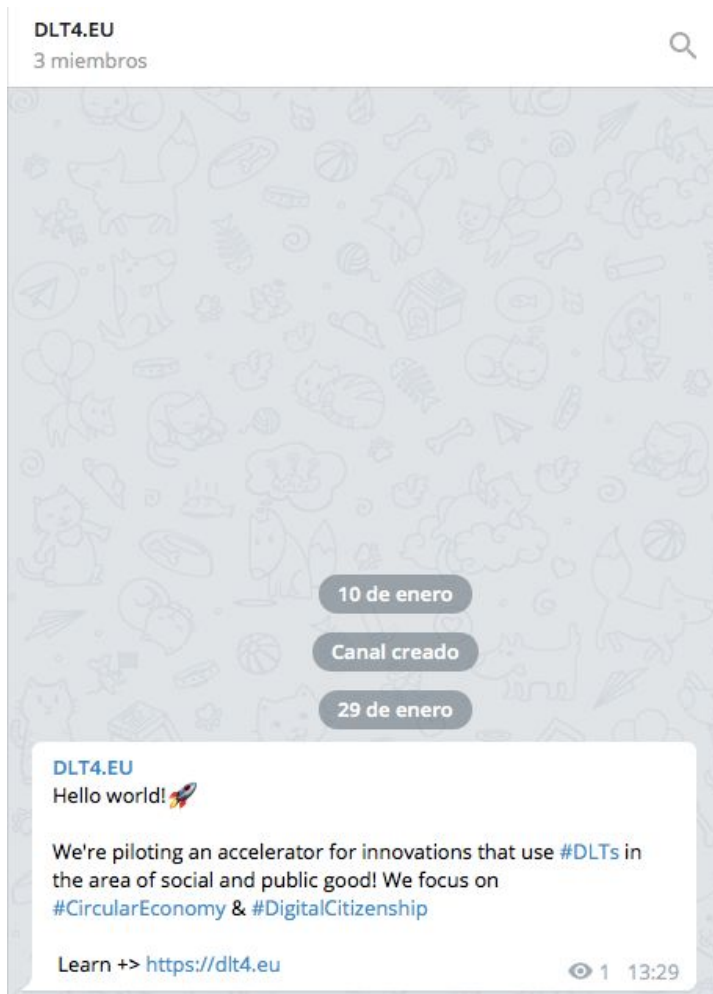 DLT4.EU
3 miembros
10 de enero
Canal creado
29 de enero
DLT4.EU
Hello world!🚀
We're piloting an accelerator for innovations that use #DLTs in
the area of social and public good! We focus on
#CircularEconomy & #DigitalCitizenship
Learn +> https://dlt4.eu
1 13:29